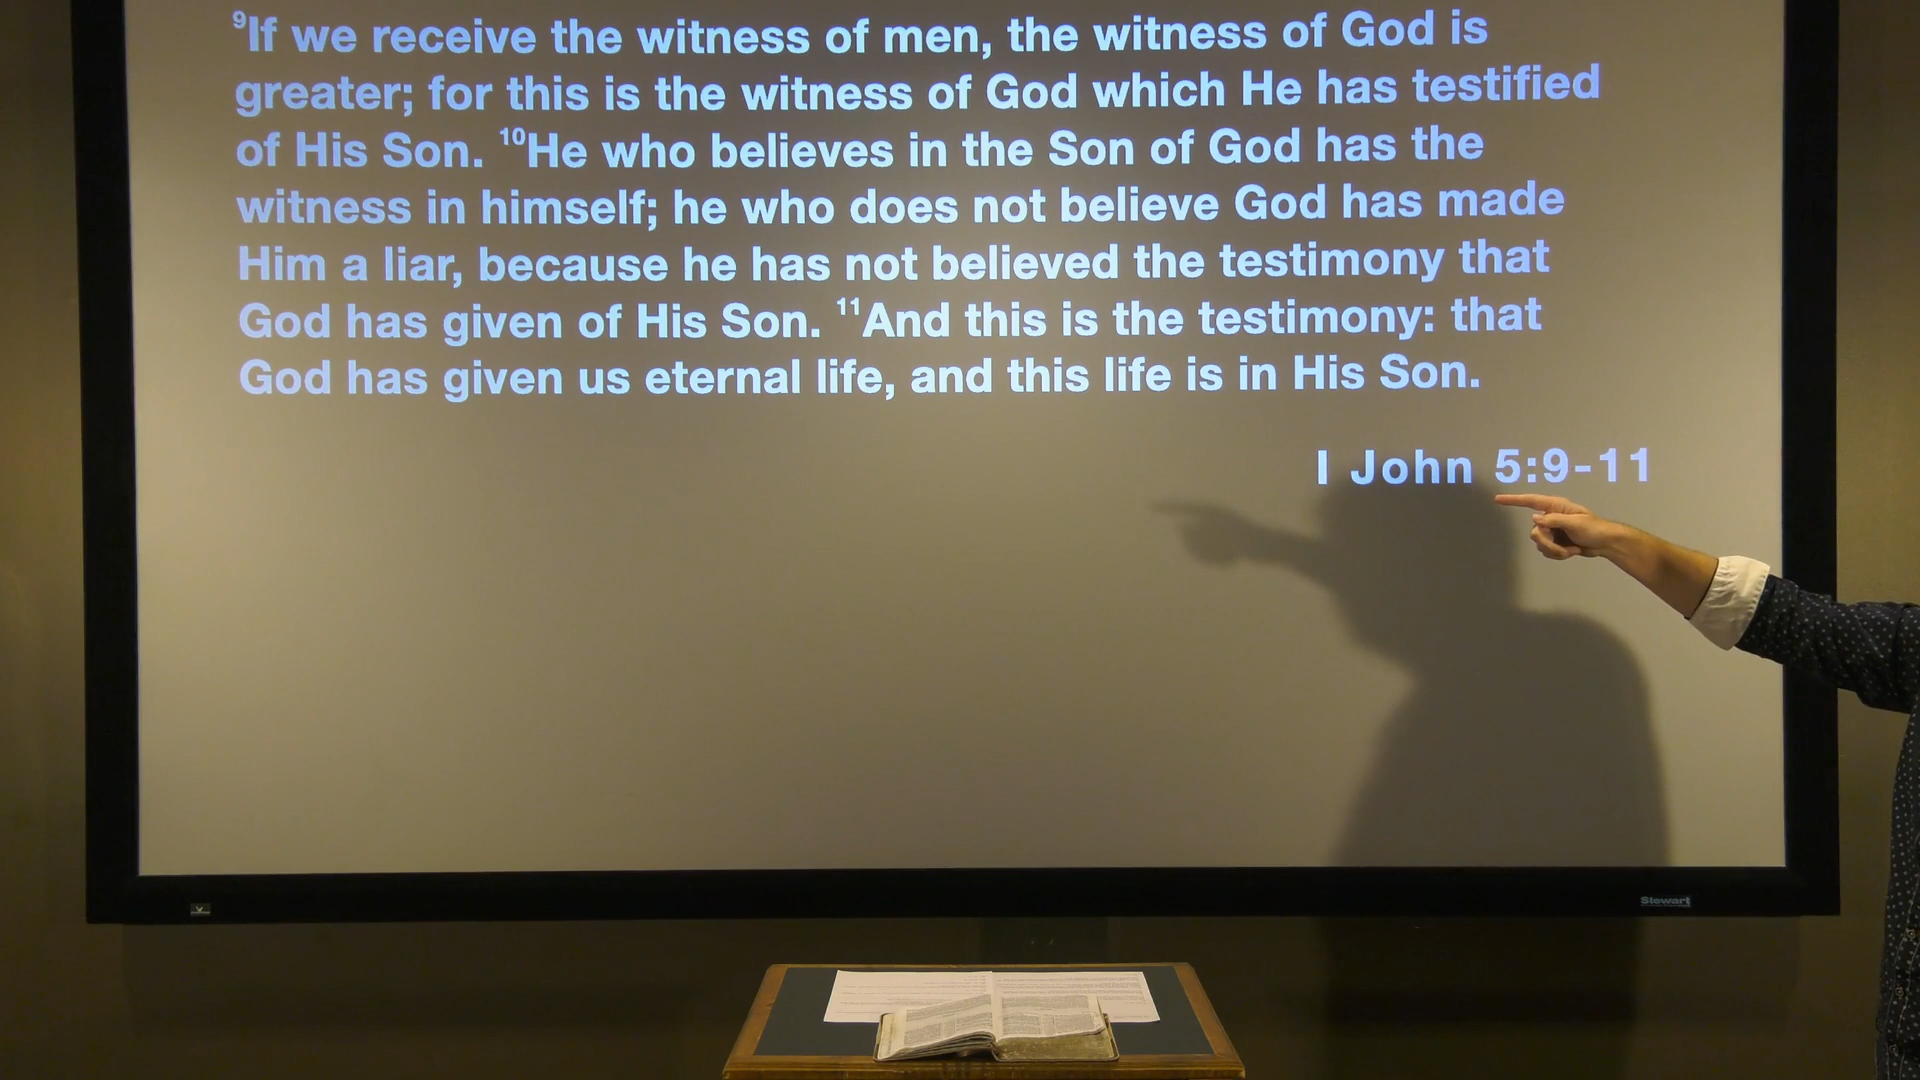 ⁹If we receive the witness of men, the witness of God is
greater; for this is the witness of God which He has testified
of His Son. ¹⁰He who believes in the Son of God has the
witness in himself; he who does not believe God has made
Him a liar, because he has not believed the testimony that
God has given of His Son. ¹¹And this is the testimony: that
God has given us eternal life, and this life is in His Son.
I John 5:9-11
Stewart